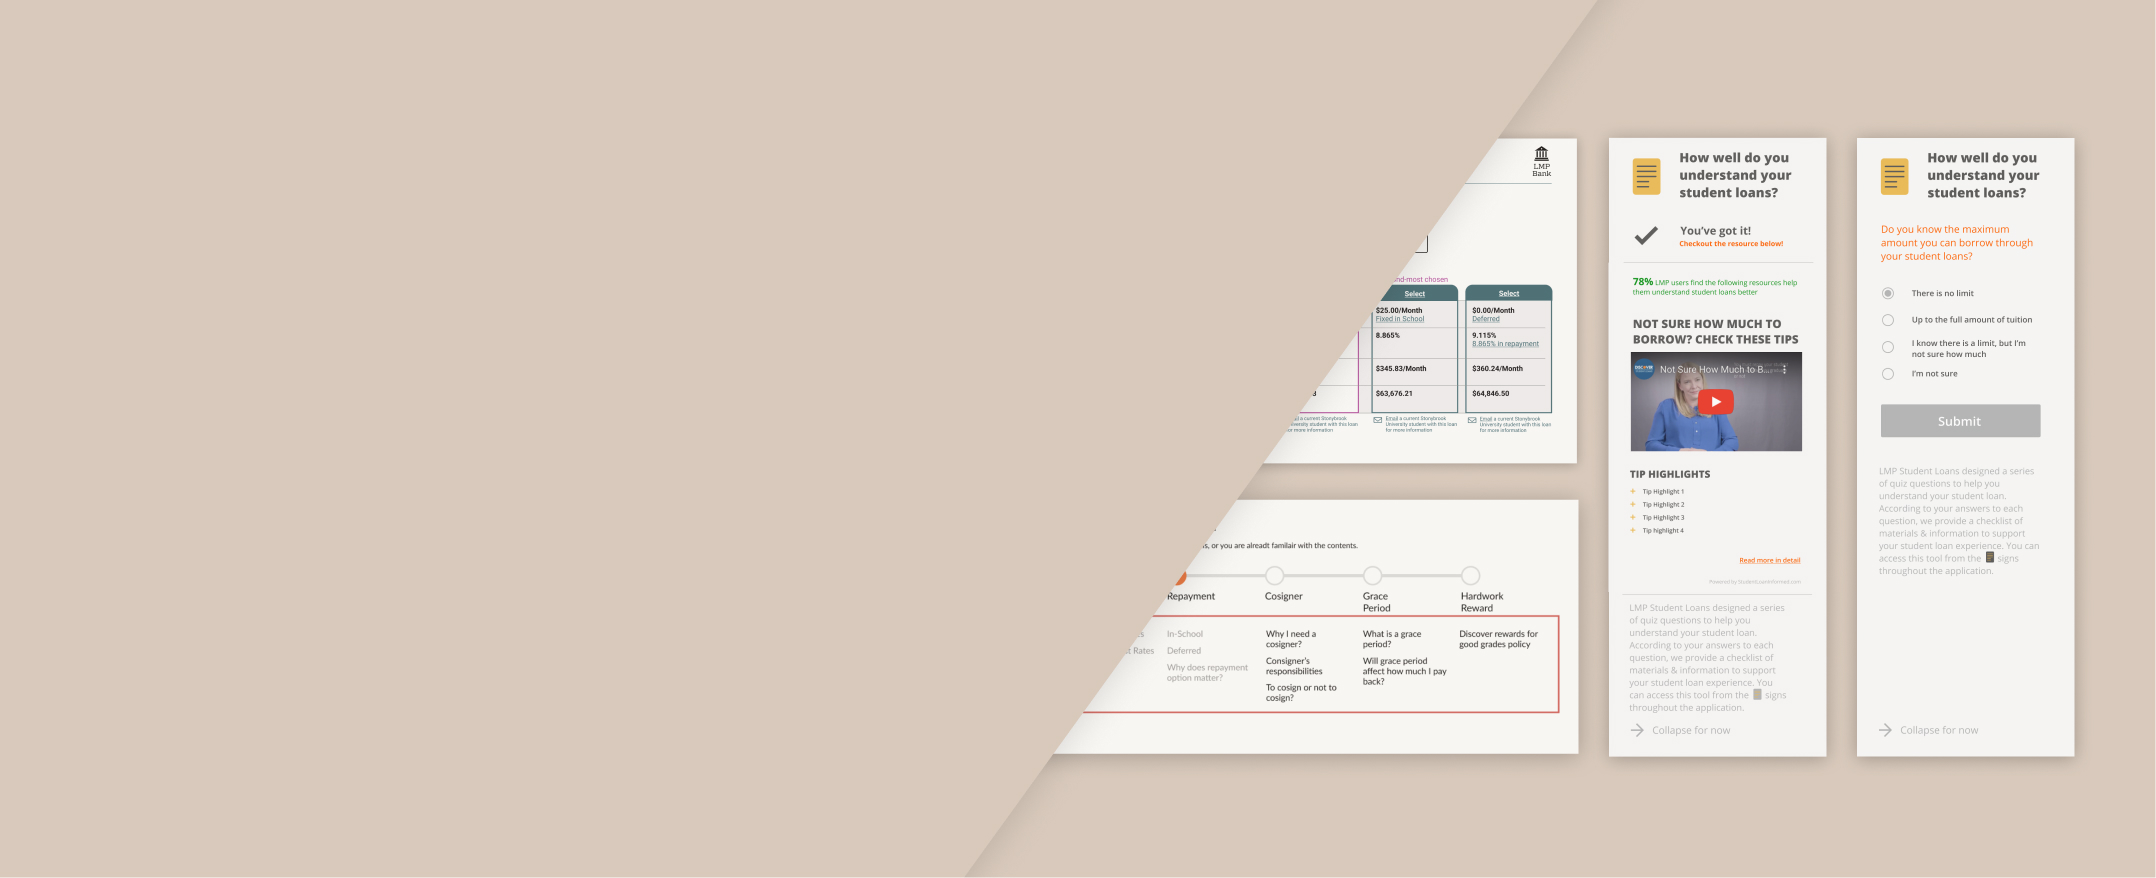 LMP
Bank
nd-most chosen
Select
Select
$25.00/Month
Fixed in School
$0.00/Month
Deferred
8.865%
9.115%
8.865% in repayment
$345.83/Month
$360.24/Month
$63,676.21
$64,846.50
a current Stonybrook
University student with this loan
for more information
Email a current Stonybrook
University student with this loan
for more information
Email a current Stonybrook
University student with this loan
for more information
, or you are alreadt familair with the contents.
Repayment
Cosigner
Grace
Period
Hardwork
Reward
t Rates
In-School
Deferred
Why does repayment
option matter?
Why I need a
cosigner?
Consigner's
responsibilities
To cosign or not to
cosign?
What is a grace
period?
Will grace period
affect how much I pay
back?
Discover rewards for
good grades policy
How well do you
understand your
student loans?
You've got it!
Checkout the resource below!
78% LMP users find the following resources help
them understand student loans better
NOT SURE HOW MUCH TO
BORROW? CHECK THESE TIPS
DISCOVER
Not Sure How Much to B...
TIP HIGHLIGHTS
Tip Highlight 1
Tip Highlight 2
Tip Highlight 3
Tip highlight 4
Read more in detail
Powered by StudentLoanInformed.com
LMP Student Loans designed a series
of quiz questions to help you
understand your student loan.
According to your answers to each
question, we provide a checklist of
materials & information to support
your student loan experience. You
can access this tool from the signs
throughout the application.
Collapse for now
How well do you
understand your
student loans?
Do you know the maximum
amount you can borrow through
your student loans?
There is no limit
Up to the full amount of tuition
I know there is a limit, but I'm
not sure how much
I'm not sure
Submit
LMP Student Loans designed a series
of quiz questions to help you
understand your student loan.
According to your answers to each
question, we provide a checklist of
materials & information to support
your student loan experience. You can
access this tool from the signs
throughout the application.
Collapse for now